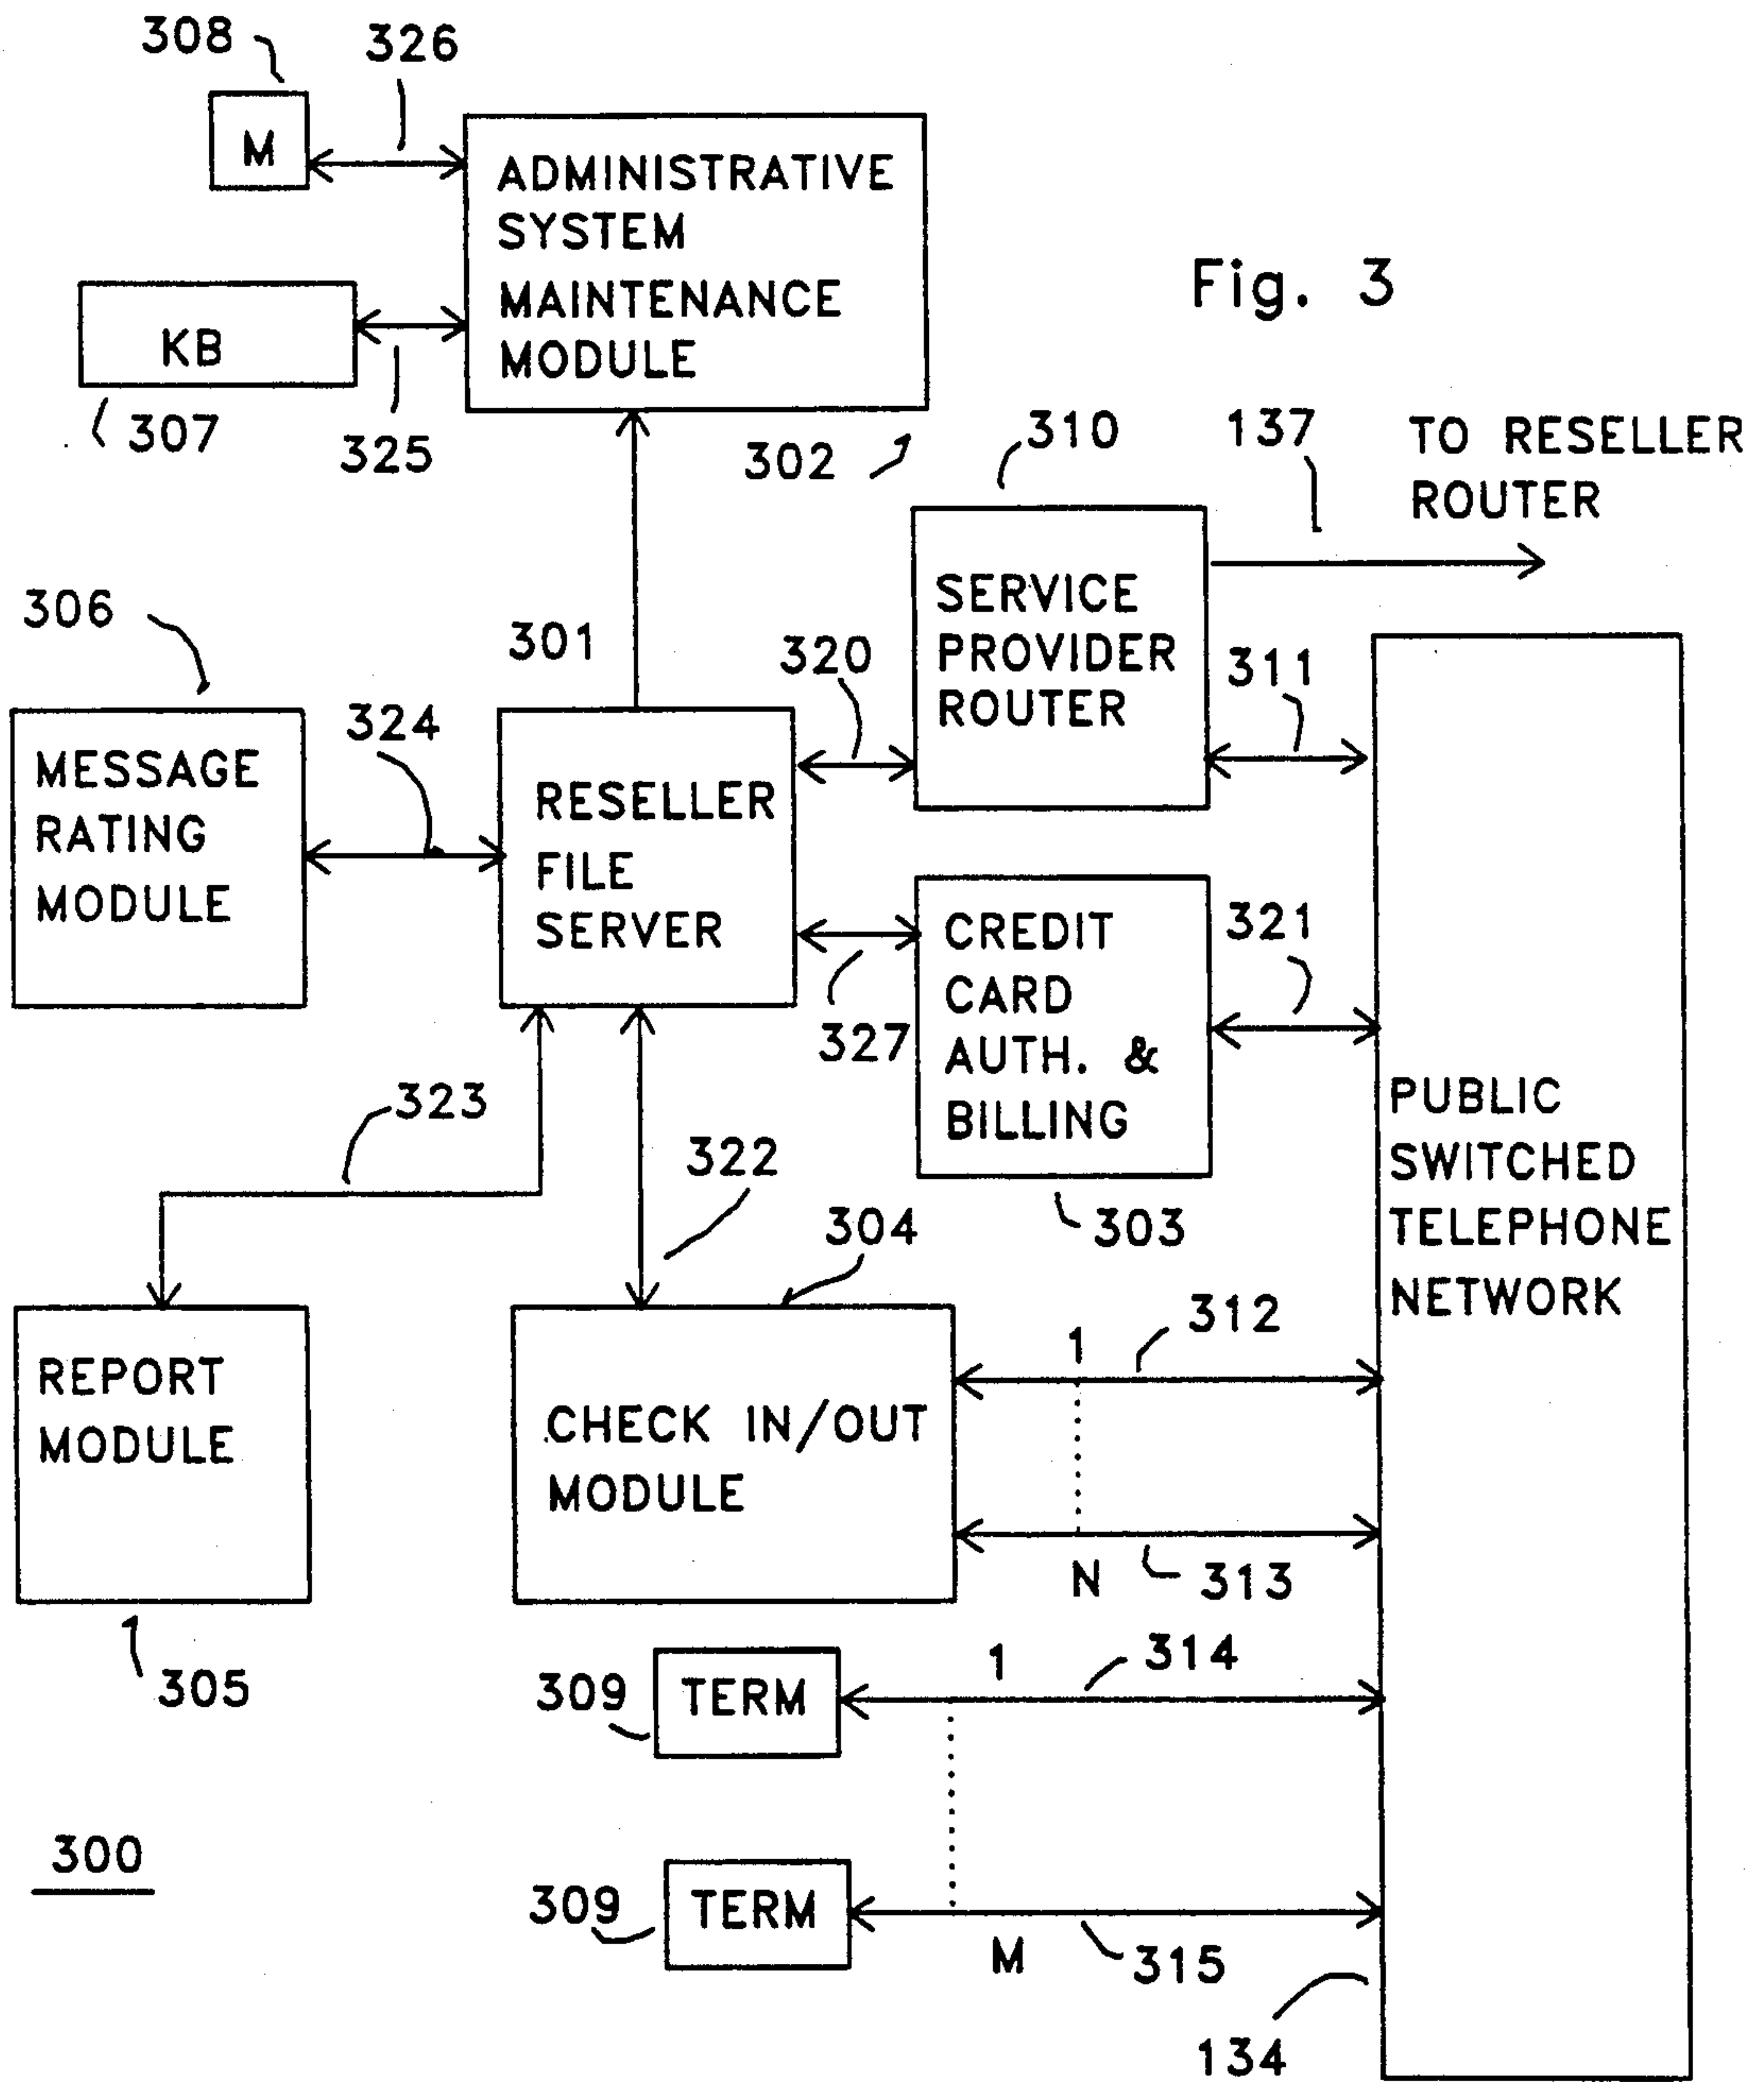 308
326
M
ADMINISTRATIVE
SYSTEM
MAINTENANCE
MODULE
Fig. 3
KB
307
325
302
310
137
TO RESELLER
ROUTER
306
301
320
SERVICE
PROVIDER
ROUTER
311
324
MESSAGE
RATING
MODULE
RESELLER
FILE
SERVER
CREDIT
CARD
AUTH. &
BILLING
321
327
323
322
304
303
PUBLIC
SWITCHED
TELEPHONE
NETWORK
312
1
REPORT
MODULE
CHECK IN/OUT
MODULE
N
313
305
309
TERM
1
314
300
309
TERM
M
315
134